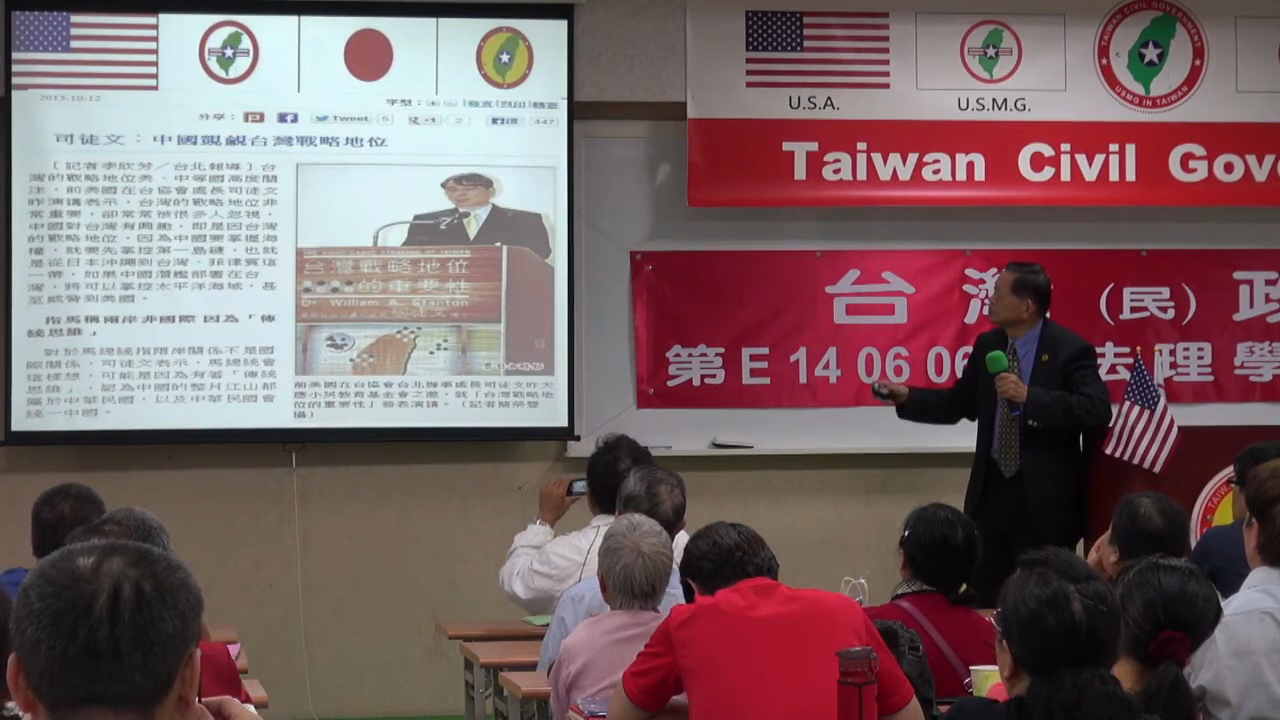 2013-10-12
字型：
分享： Tweet 5 +1 2 447
司徒文：中國覬覦台灣戰略地位
〔記者李欣芳／台北報導〕台
灣的戰略地位美、中等國高度關
注，前美國在台協會處長司徒文
昨演講表示，台灣的戰略地位非
常重要，卻常常被很多人忽視，
中國對台灣有興趣，即是因台灣
的戰略地位，因為中國要掌握海
權，就要先掌控第一島鏈，也就
是從日本沖繩到台灣、菲律賓這
一帶，如果中國潛艦部署在台
灣，將可以掌控太平洋海域，甚
至威脅到美國。
指馬稱兩岸非國際 因為「傳
統思維」
對於馬總統指兩岸關係不是國
際關係，司徒文表示，馬總統會
這樣想，可能是因為有著「傳統
思維」，認為中國的整片江山都
屬於中華民國，以及中華民國會
統一中國。
台灣戰略地位
的重要性
Dr. William A. Stanton
前美國在台協會台北辦事處長司徒文昨天
應小英教育基金會之邀，就「台灣戰略地
位的重要性」發表演講。（記者簡榮豐
攝）
U.S.A.
U.S.M.G.
TAIWAN CIVIL GOVERNMENT
USMG IN TAIWAN
Taiwan Civil Gov
台 灣 (民) 政
第 E 14 06 06 法 理 學
TAIWAN